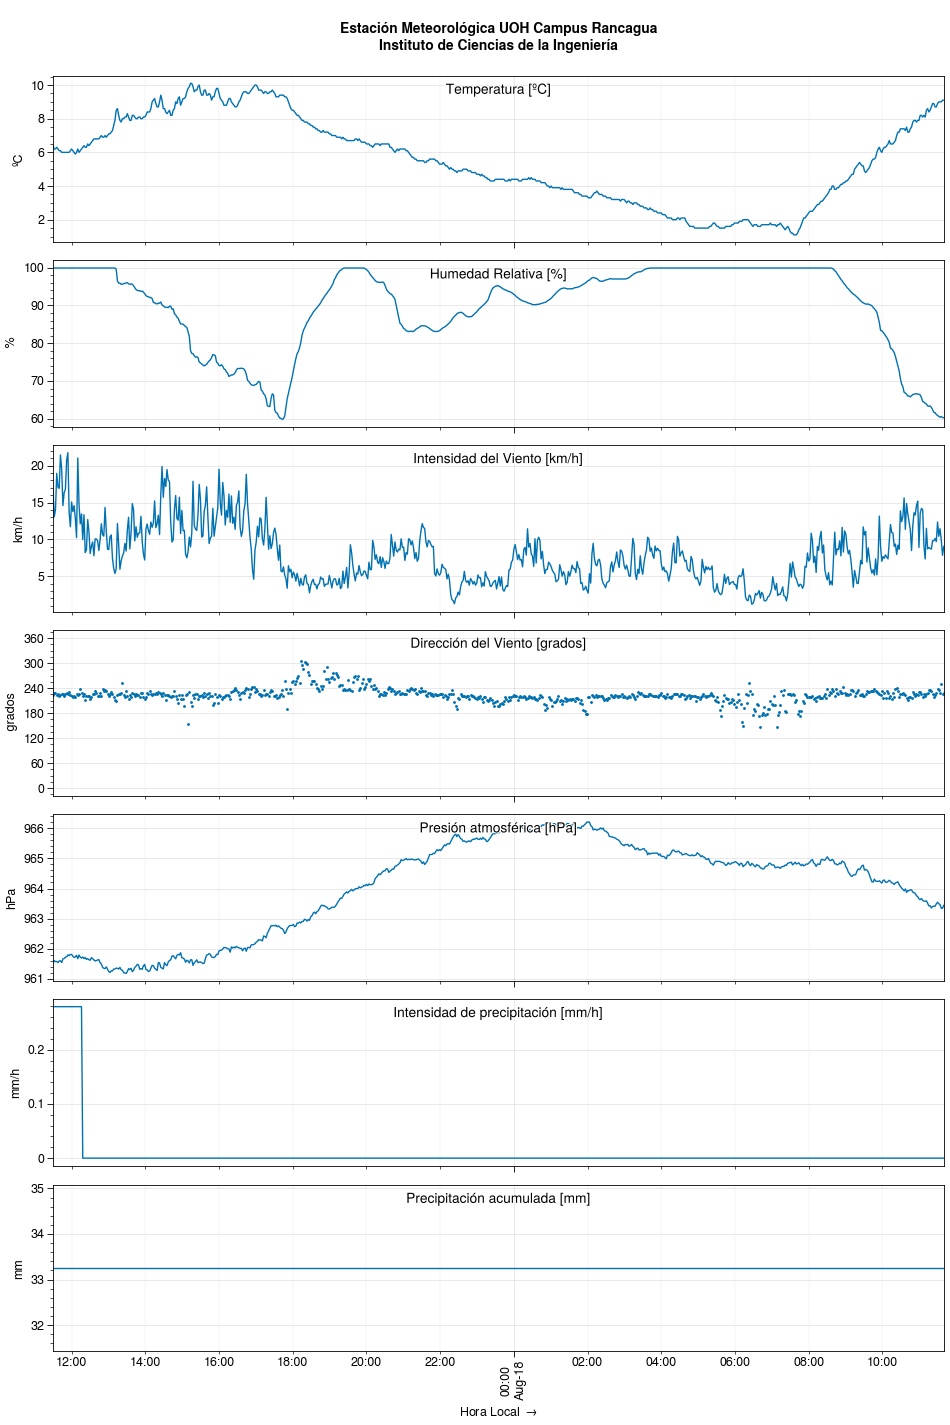 Estación Meteorológica UOH Campus Rancagua
Instituto de Ciencias de la Ingeniería
Temperatura [ºC]
10
8
6
4
2
ºC
Humedad Relativa [%]
100
90
80
70
60
%
Intensidad del Viento [km/h]
20
15
10
5
km/h
Dirección del Viento [grados]
360
300
240
180
120
60
0
grados
Presión atmosférica [hPa]
966
965
964
963
962
961
hPa
Intensidad de precipitación [mm/h]
0.2
0.1
0
mm/h
Precipitación acumulada [mm]
35
34
33
32
mm
12:00 14:00 16:00 18:00 20:00 22:00 00:00 02:00 04:00 06:00 08:00 10:00
Aug-18
Hora Local →